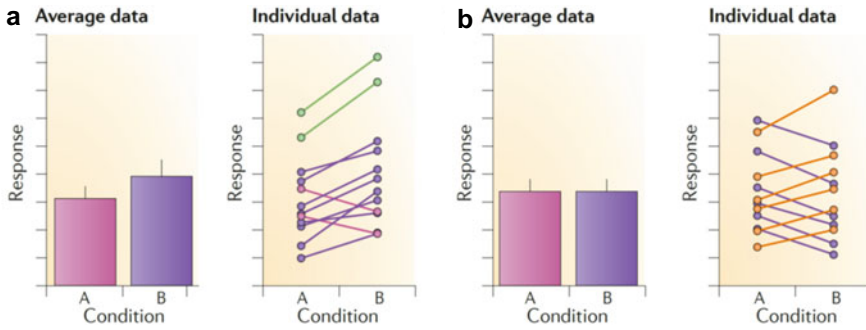 a
Average data
Response
A
B
Condition
Individual data
Response
A
B
Condition
b
Average data
Response
A
B
Condition
Individual data
Response
A
B
Condition